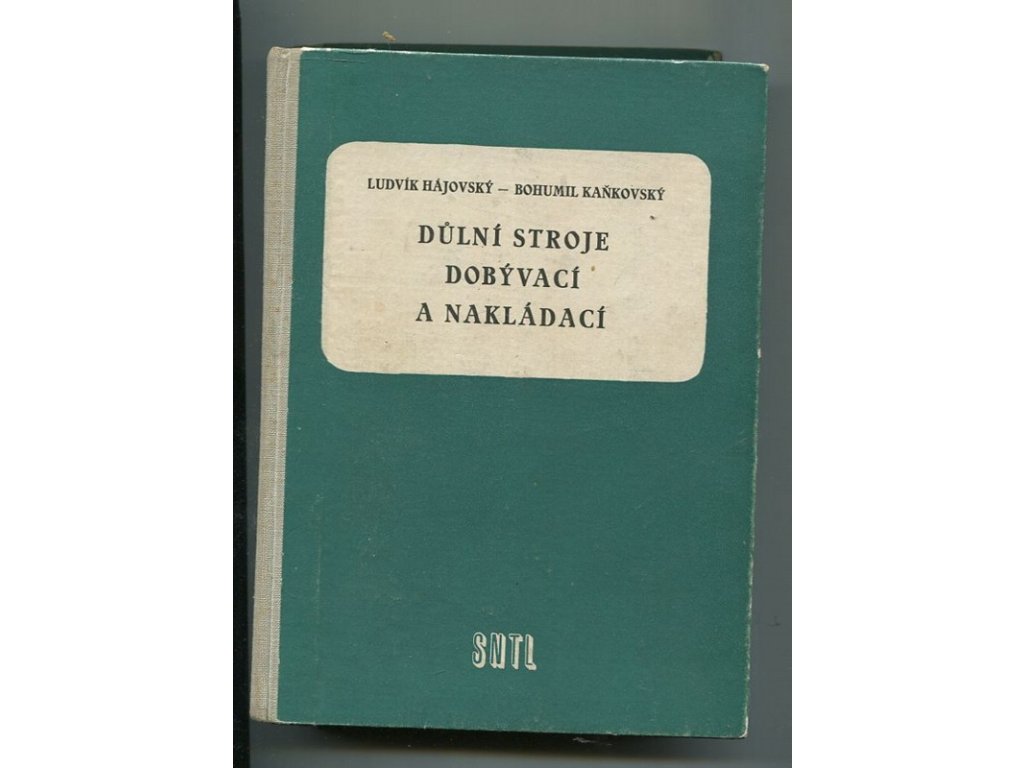 LUDVÍK HÁJOVSKÝ – BOHUMIL KAŇKOVSKÝ
DŮLNÍ STROJE
DOBÝVACÍ
A NAKLÁDACÍ
SNTL